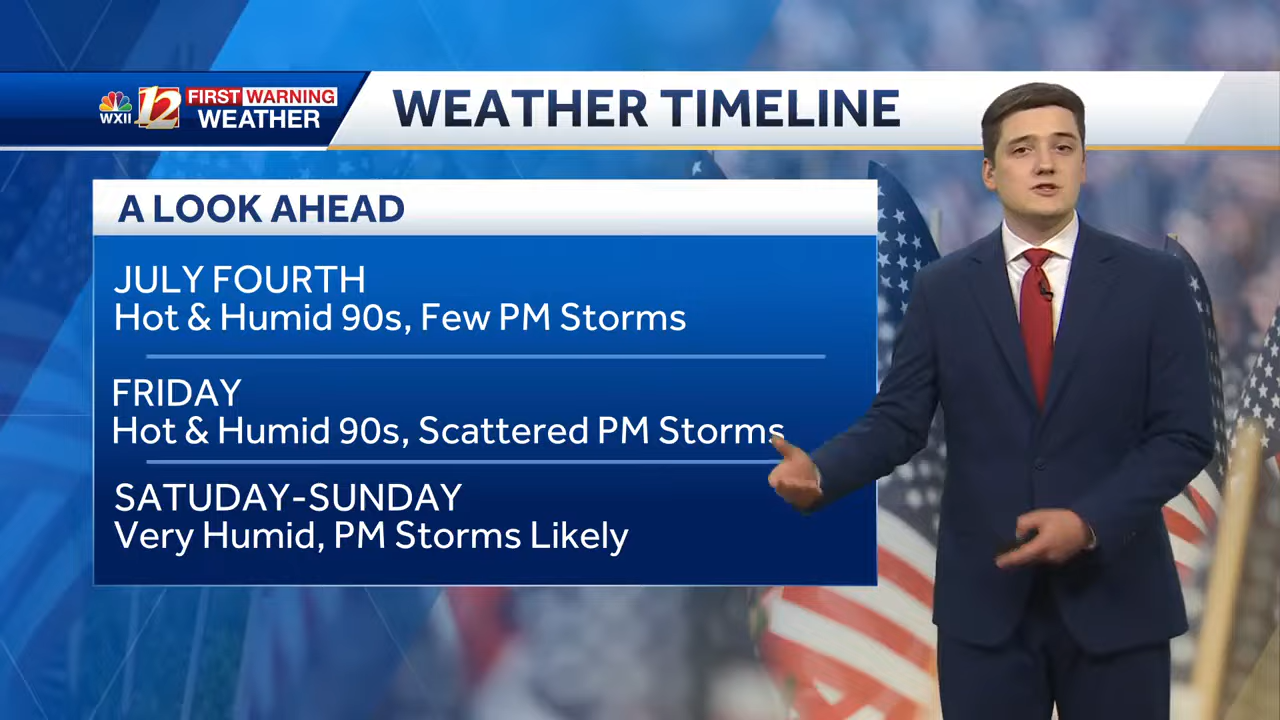 WXII 12 FIRST WARNING
WEATHER
WEATHER TIMELINE
A LOOK AHEAD
JULY FOURTH
Hot & Humid 90s, Few PM Storms
FRIDAY
Hot & Humid 90s, Scattered PM Storms
SATUDAY-SUNDAY
Very Humid, PM Storms Likely